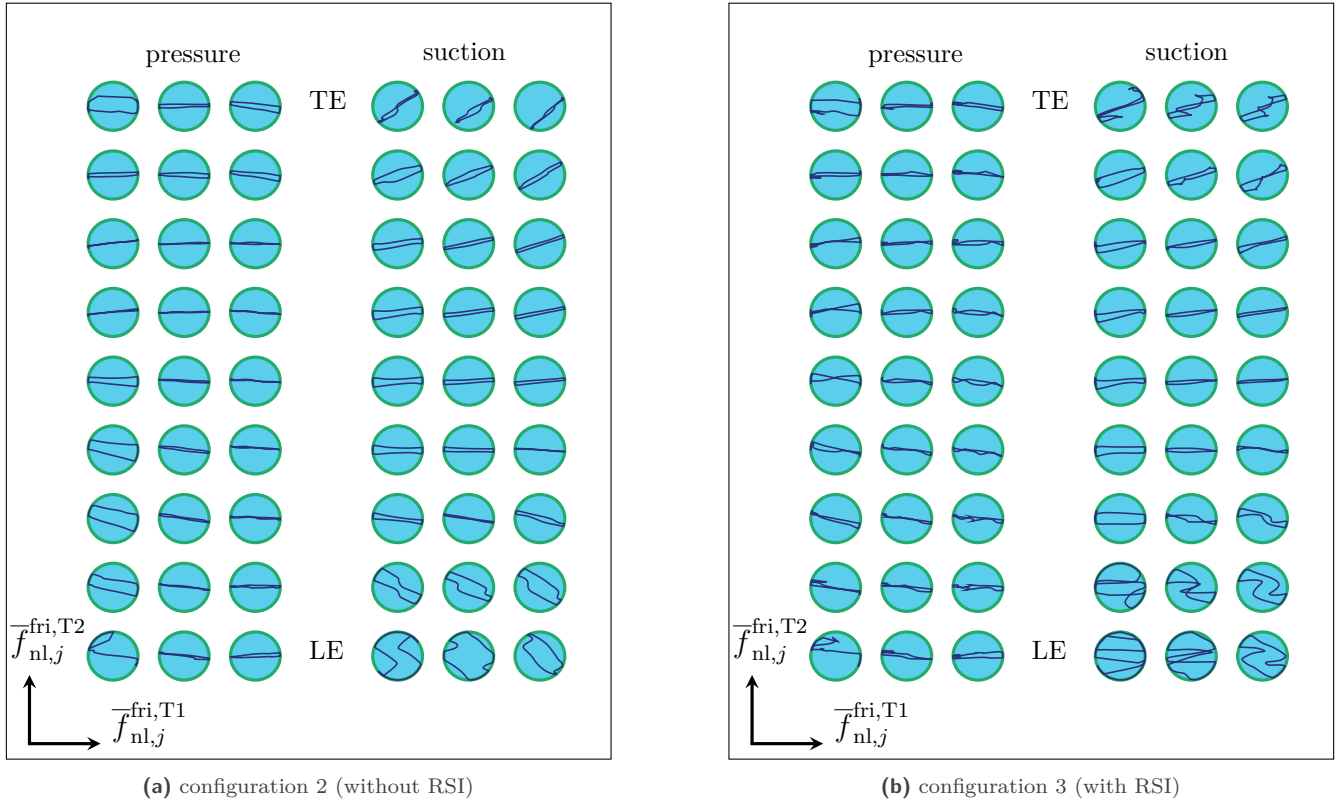 pressure suction
TE
LE
f̅ fri,T2 nl,j
f̅ fri,T1 nl,j
(a) configuration 2 (without RSI)
pressure suction
TE
LE
f̅ fri,T2 nl,j
f̅ fri,T1 nl,j
(b) configuration 3 (with RSI)